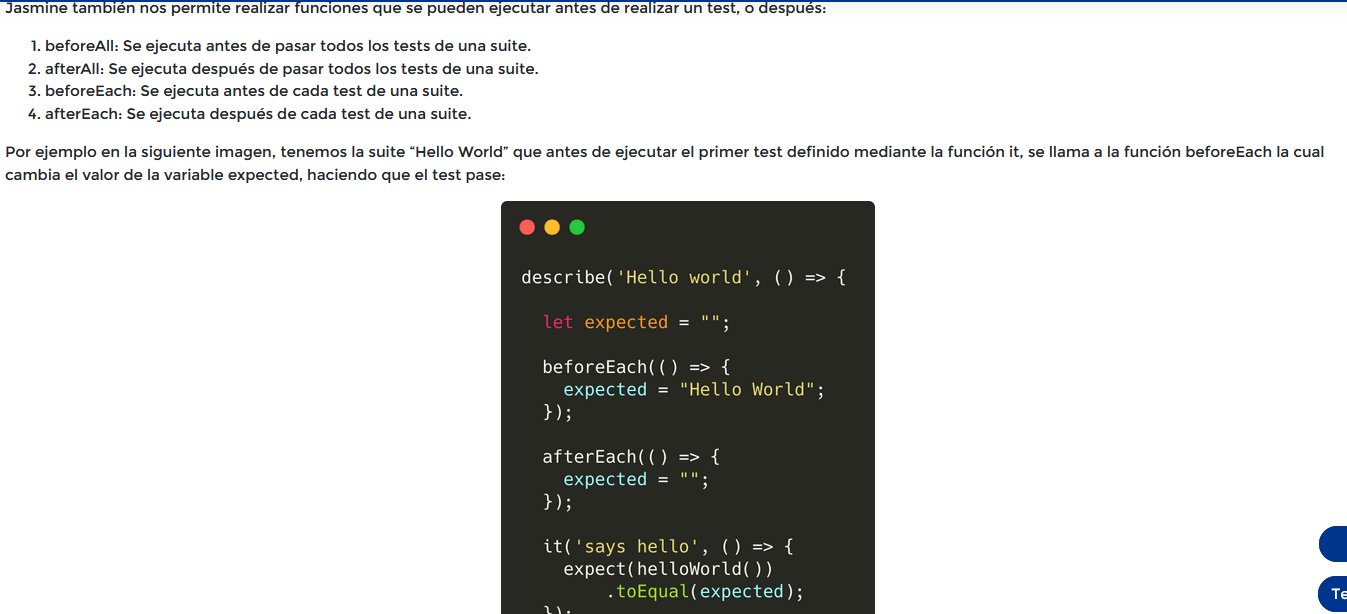 Jasmine también nos permite realizar funciones que se pueden ejecutar antes de realizar un test, o después:
1. beforeAll: Se ejecuta antes de pasar todos los tests de una suite.
2. afterAll: Se ejecuta después de pasar todos los tests de una suite.
3. beforeEach: Se ejecuta antes de cada test de una suite.
4. afterEach: Se ejecuta después de cada test de una suite.
Por ejemplo en la siguiente imagen, tenemos la suite “Hello World” que antes de ejecutar el primer test definido mediante la función it, se llama a la función beforeEach la cual
cambia el valor de la variable expected, haciendo que el test pase:
describe('Hello world', () => {
let expected = "";
beforeEach(() => {
expected = "Hello World";
});
afterEach(() => {
expected = "";
});
it('says hello', () => {
expect(helloWorld())
.toEqual(expected);
});
Te